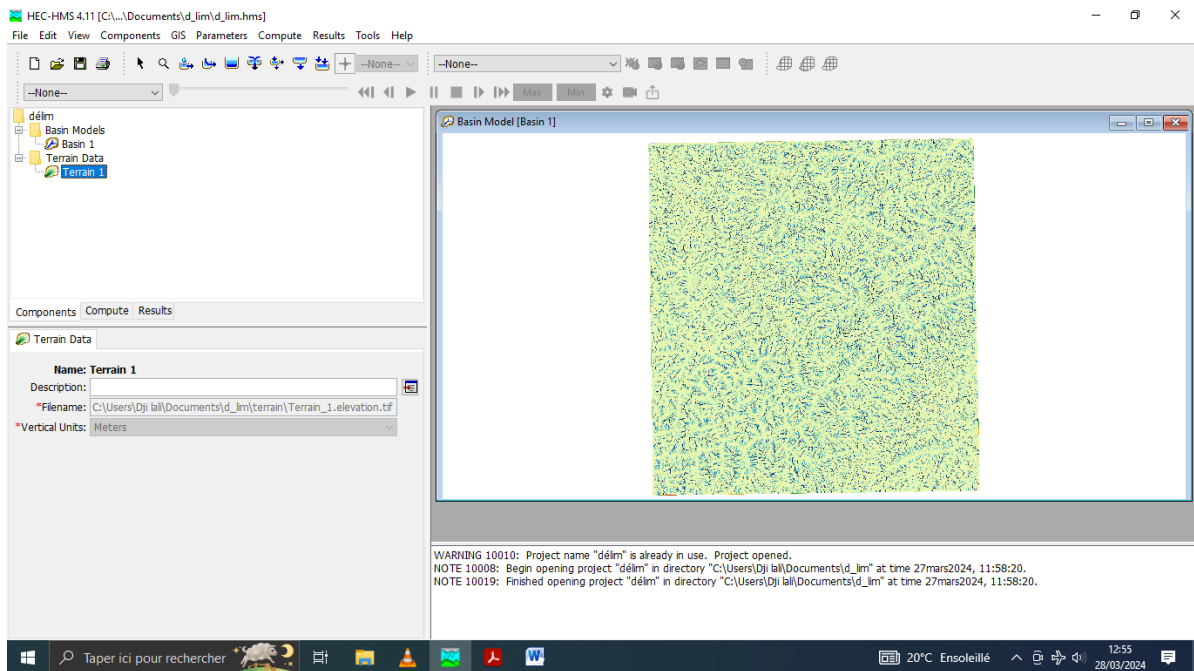 HEC-HMS 4.11 [C:\...\Documents\d_lim\d_lim.hms]
File Edit View Components GIS Parameters Compute Results Tools Help
--None-- --None--
--None-- Max Min
délim
Basin Models
Basin 1
Terrain Data
Terrain 1
Components Compute Results
Terrain Data
Name: Terrain 1
Description:
*Filename: C:\Users\Dji lali\Documents\d_lim\terrain\Terrain_1.elevation.tif
*Vertical Units: Meters
Basin Model [Basin 1]
WARNING 10010: Project name "délim" is already in use. Project opened.
NOTE 10008: Begin opening project "délim" in directory "C:\Users\Dji lali\Documents\d_lim" at time 27mars2024, 11:58:20.
NOTE 10019: Finished opening project "délim" in directory "C:\Users\Dji lali\Documents\d_lim" at time 27mars2024, 11:58:20.
Taper ici pour rechercher
20°C Ensoleillé
12:55
28/03/2024